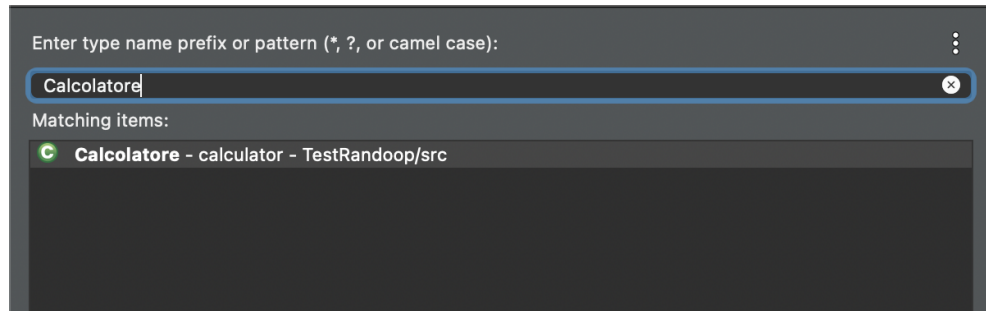 Enter type name prefix or pattern (*, ?, or camel case):
Calcolatore
Matching items:
C Calcolatore - calculator - TestRandoop/src